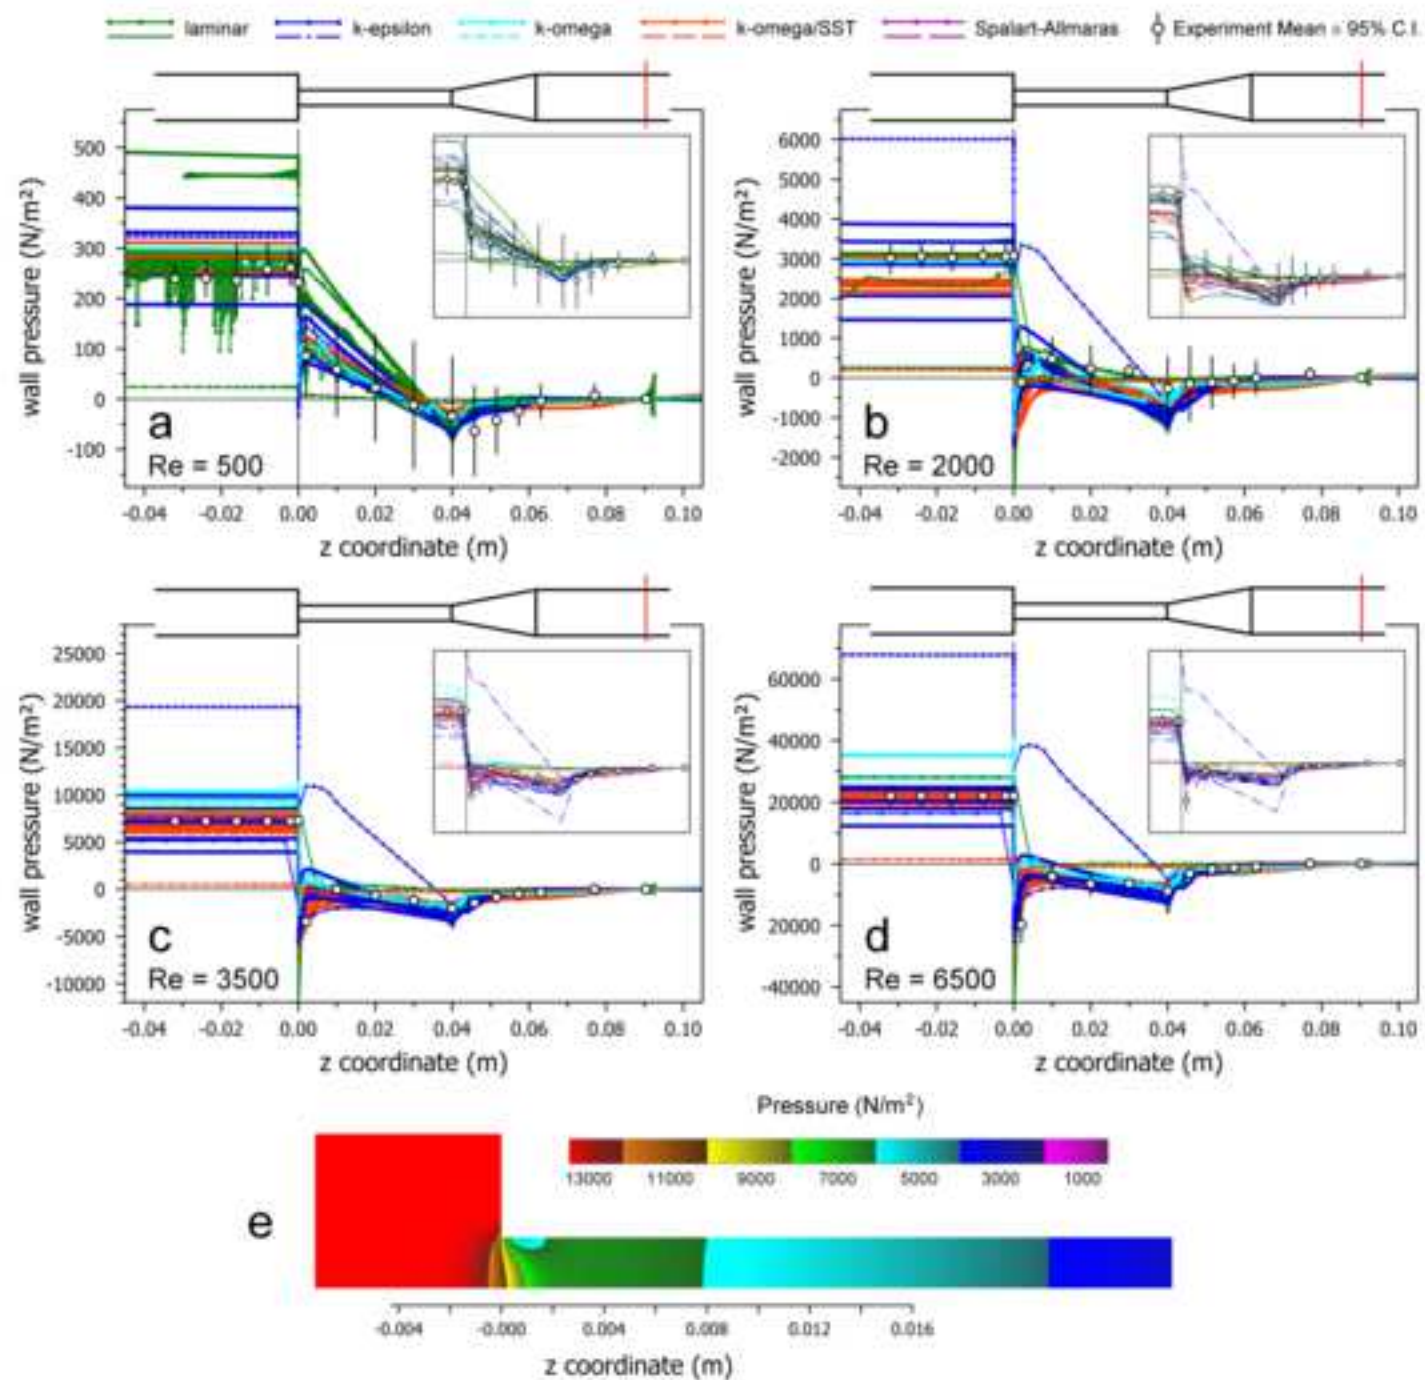 laminar k-epsilon k-omega k-omega/SST Spalart-Allmaras Experiment Mean = 95% C.I.
wall pressure (N/m²)
500
400
300
200
100
0
-100
a
Re = 500
-0.04 -0.02 0.00 0.02 0.04 0.06 0.08 0.10
z coordinate (m)
wall pressure (N/m²)
6000
5000
4000
3000
2000
1000
0
-1000
-2000
b
Re = 2000
-0.04 -0.02 0.00 0.02 0.04 0.06 0.08 0.10
z coordinate (m)
wall pressure (N/m²)
25000
20000
15000
10000
5000
0
-5000
-10000
c
Re = 3500
-0.04 -0.02 0.00 0.02 0.04 0.06 0.08 0.10
z coordinate (m)
wall pressure (N/m²)
60000
40000
20000
0
20000
-40000
d
Re = 6500
-0.04 -0.02 0.00 0.02 0.04 0.06 0.08 0.10
z coordinate (m)
Pressure (N/m²)
13000 11000 9000 7000 5000 3000 1000
e
-0.004 -0.000 0.004 0.008 0.012 0.016
z coordinate (m)